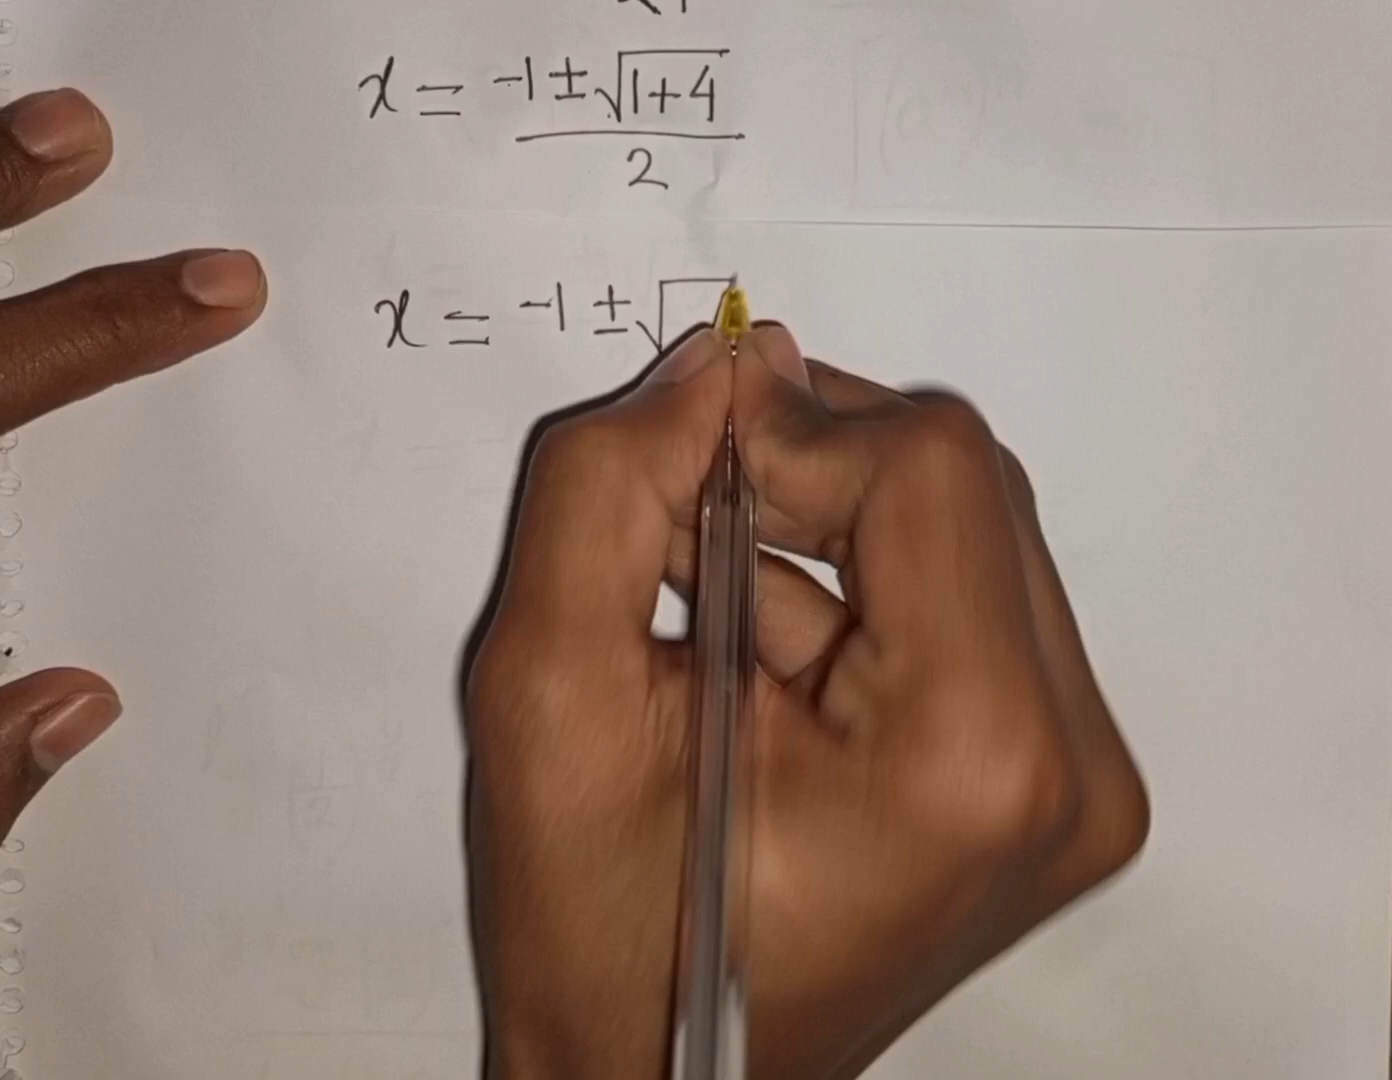 x = -1 ± √1+4
2
x = -1 ± √